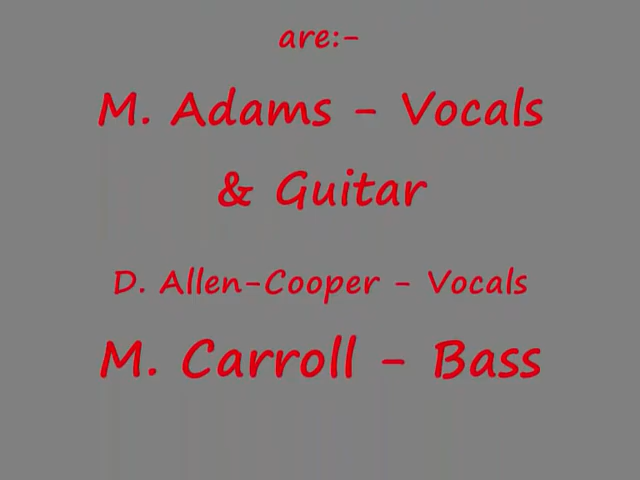 are:-
M. Adams - Vocals
& Guitar
D. Allen-Cooper - Vocals
M. Carroll - Bass